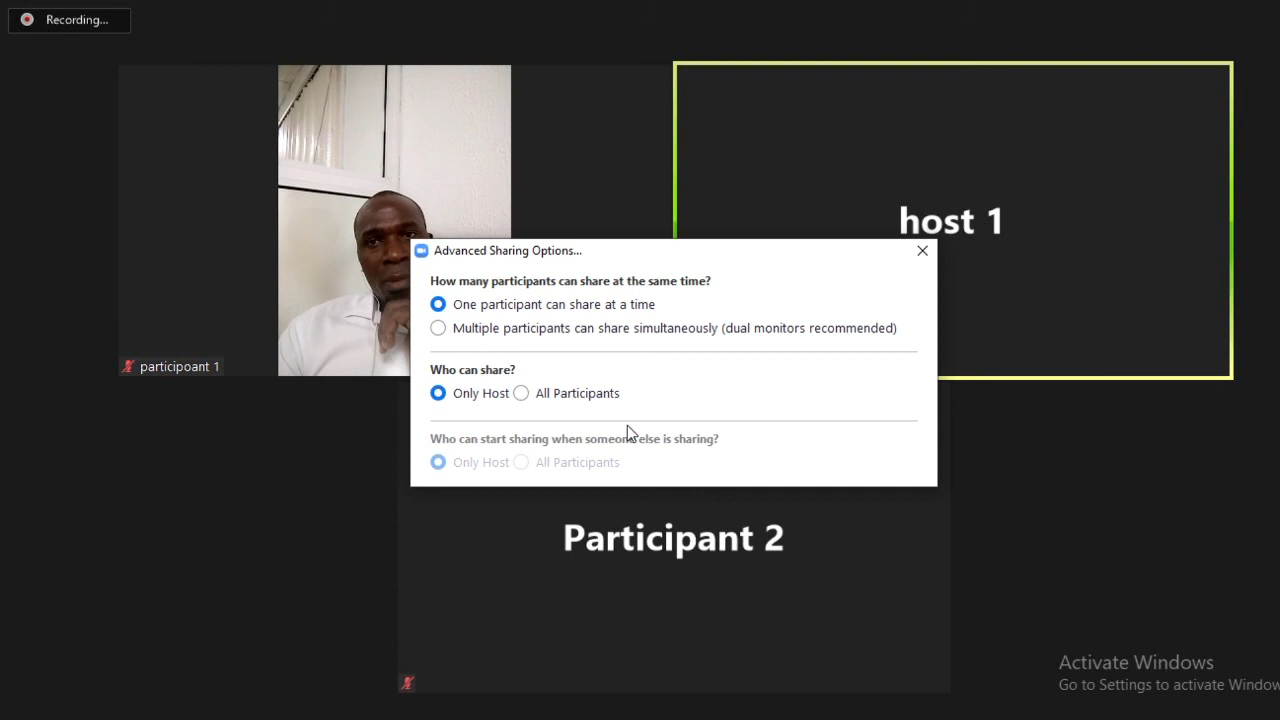 Recording...
host 1
participoant 1
Advanced Sharing Options...
How many participants can share at the same time?
One participant can share at a time
Multiple participants can share simultaneously (dual monitors recommended)
Who can share?
Only Host All Participants
Who can start sharing when someone else is sharing?
Only Host All Participants
Participant 2
Activate Windows
Go to Settings to activate Window